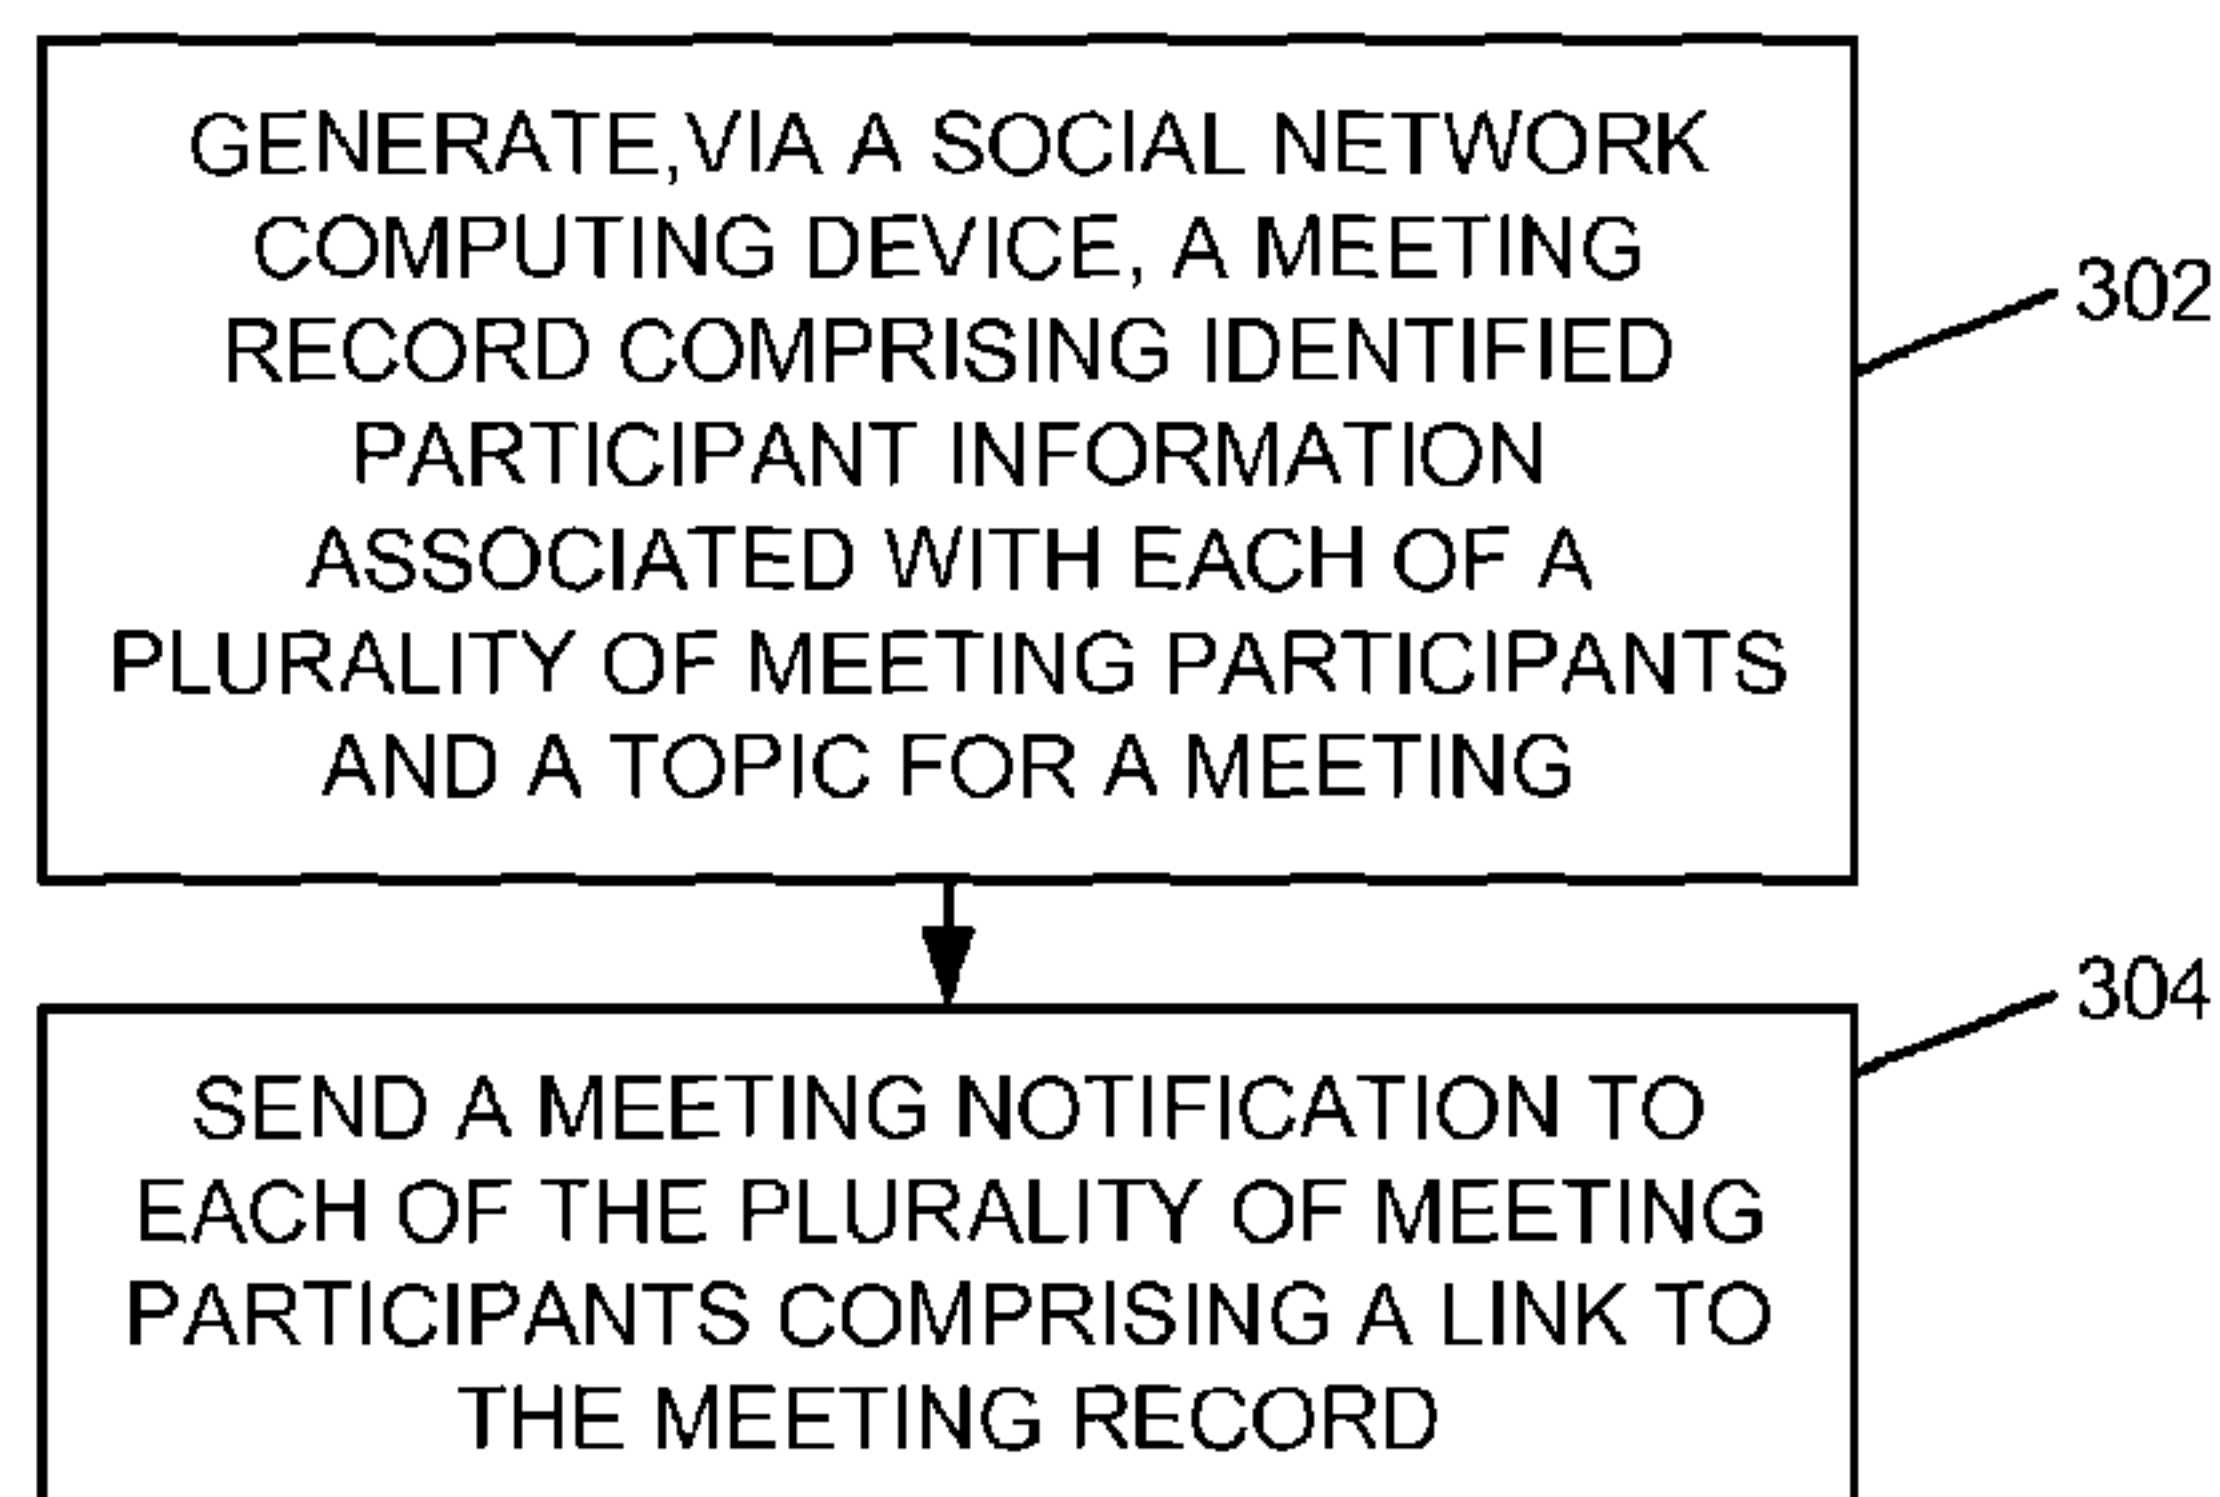 GENERATE,VIA A SOCIAL NETWORK
COMPUTING DEVICE, A MEETING
RECORD COMPRISING IDENTIFIED
PARTICIPANT INFORMATION
ASSOCIATED WITH EACH OF A
PLURALITY OF MEETING PARTICIPANTS
AND A TOPIC FOR A MEETING
302
304
SEND A MEETING NOTIFICATION TO
EACH OF THE PLURALITY OF MEETING
PARTICIPANTS COMPRISING A LINK TO
THE MEETING RECORD